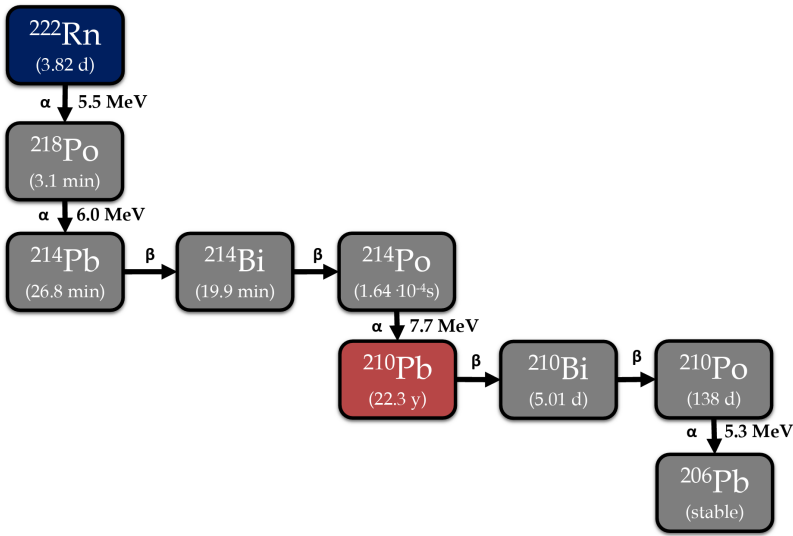 ²²²Rn
(3.82 d)
α 5.5 MeV
²¹⁸Po
(3.1 min)
α 6.0 MeV
²¹⁴Pb
(26.8 min)
β
²¹⁴Bi
(19.9 min)
β
²¹⁴Po
(1.64 ·10⁻⁴s)
α 7.7 MeV
²¹⁰Pb
(22.3 y)
β
²¹⁰Bi
(5.01 d)
β
²¹⁰Po
(138 d)
α 5.3 MeV
²⁰⁶Pb
(stable)